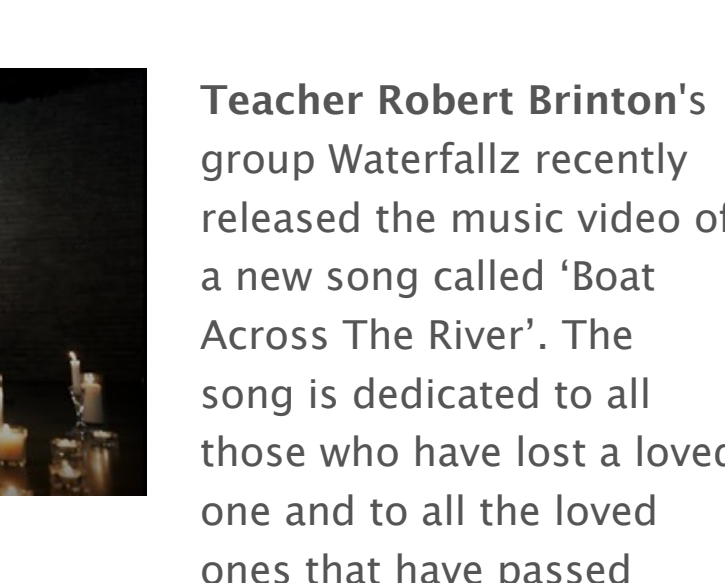 Teacher Robert Brinton's
group Waterfallz recently
released the music video of
a new song called ‘Boat
Across The River’. The
song is dedicated to all
those who have lost a loved
one and to all the loved
ones that have passed